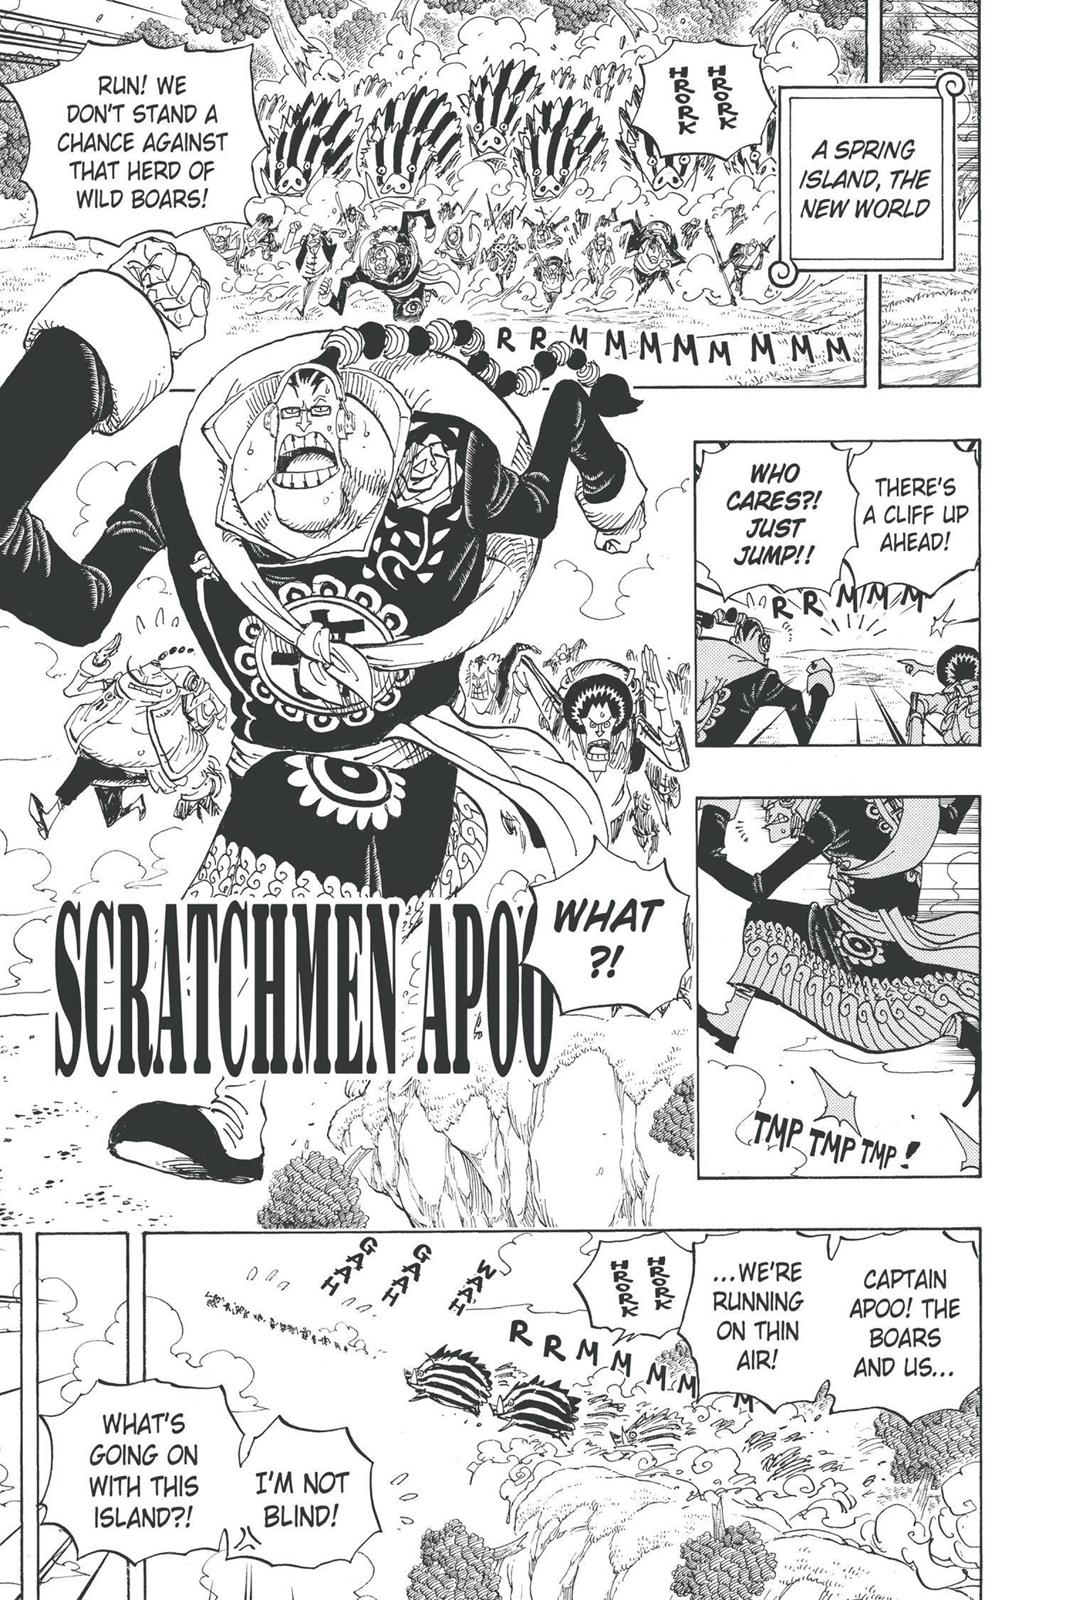 A SPRING
ISLAND, THE
NEW WORLD
HRORK
HRORK
RUN! WE
DON'T STAND A
CHANCE AGAINST
THAT HERD OF
WILD BOARS!
RRMMMMMMMM
THERE'S
A CLIFF UP
AHEAD!
WHO
CARES?!
JUST
JUMP!!
RRMMM
TMP TMP TMP!
WHAT
?!
SCRATCHMEN APOO
CAPTAIN
APOO! THE
BOARS
AND US...
...WE'RE
RUNNING
ON THIN
AIR!
HRORK
HRORK
RRMMMMMM
WAAH
GAAH
GAAH
I'M NOT
BLIND!
WHAT'S
GOING ON
WITH THIS
ISLAND?!